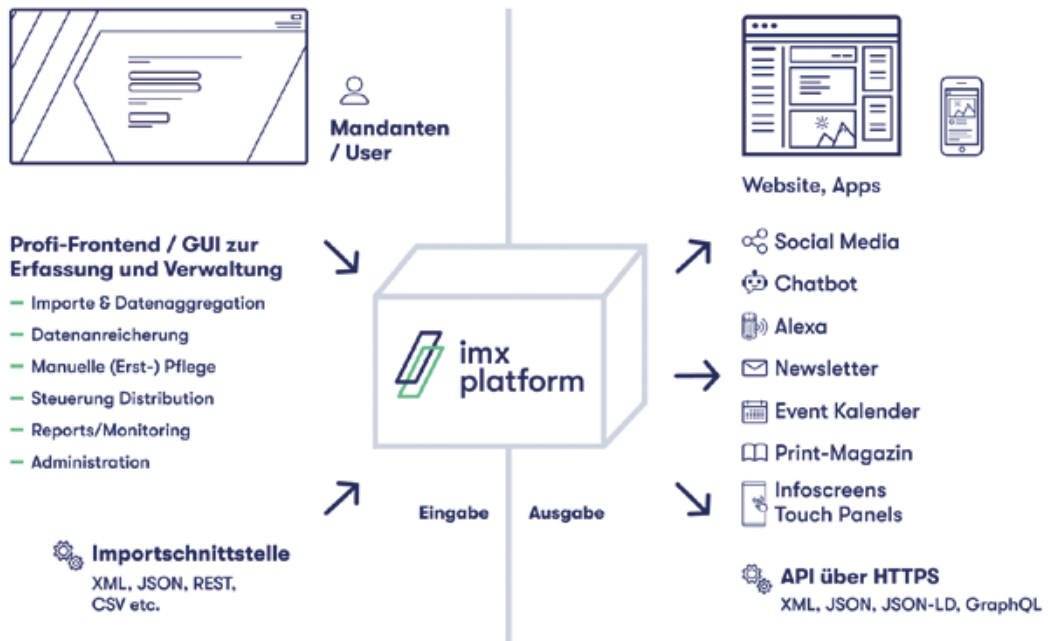 Mandanten
/ User
Profi-Frontend / GUI zur
Erfassung und Verwaltung
– Importe & Datenaggregation
– Datenanreicherung
– Manuelle (Erst-) Pflege
– Steuerung Distribution
– Reports/Monitoring
– Administration
Importschnittstelle
XML, JSON, REST,
CSV etc.
imx
platform
Eingabe
Ausgabe
Website, Apps
Social Media
Chatbot
Alexa
Newsletter
Event Kalender
Print-Magazin
Infoscreens
Touch Panels
API über HTTPS
XML, JSON, JSON-LD, GraphQL